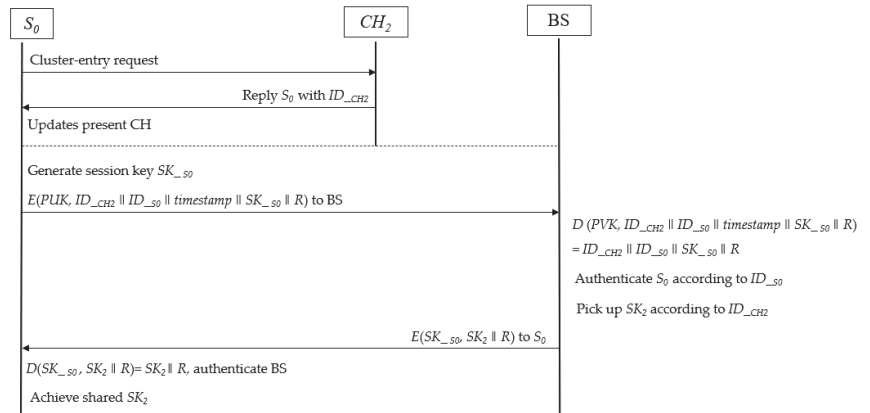 S0 CH2 BS
Cluster-entry request
Reply S0 with ID_CH2
Updates present CH
Generate session key SK_S0
E(PUK, ID_CH2 || ID_S0 || timestamp || SK_S0 || R) to BS
D (PVK, ID_CH2 || ID_S0 || timestamp || SK_S0 || R)
= ID_CH2 || ID_S0 || SK_S0 || R
Authenticate S0 according to ID_S0
Pick up SK2 according to ID_CH2
E(SK_S0, SK2 || R) to S0
D(SK_S0, SK2 || R)= SK2 || R, authenticate BS
Achieve shared SK2